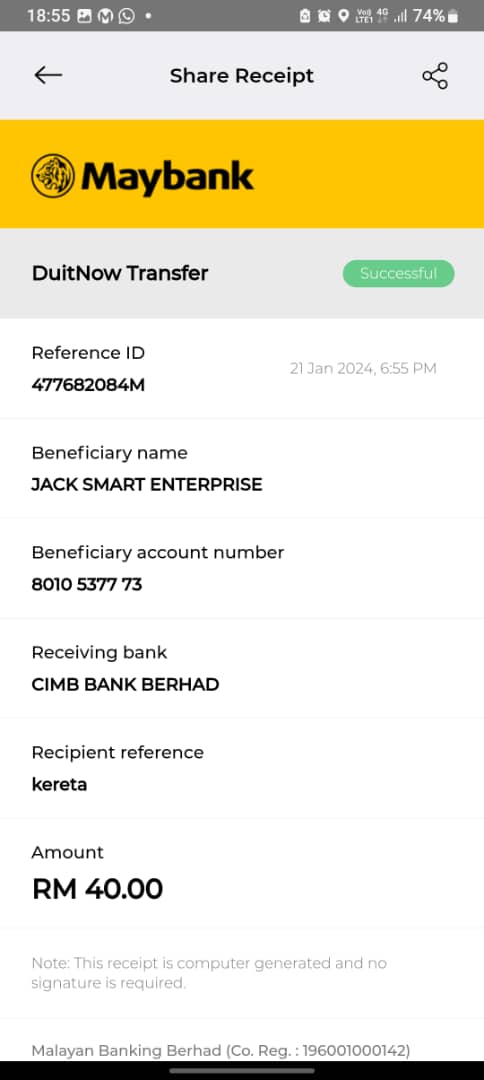 18:55 VoD 4G LTE1 74%
Share Receipt
Maybank
DuitNow Transfer Successful
Reference ID
477682084M
21 Jan 2024, 6:55 PM
Beneficiary name
JACK SMART ENTERPRISE
Beneficiary account number
8010 5377 73
Receiving bank
CIMB BANK BERHAD
Recipient reference
kereta
Amount
RM 40.00
Note: This receipt is computer generated and no
signature is required.
Malayan Banking Berhad (Co. Reg. : 196001000142)